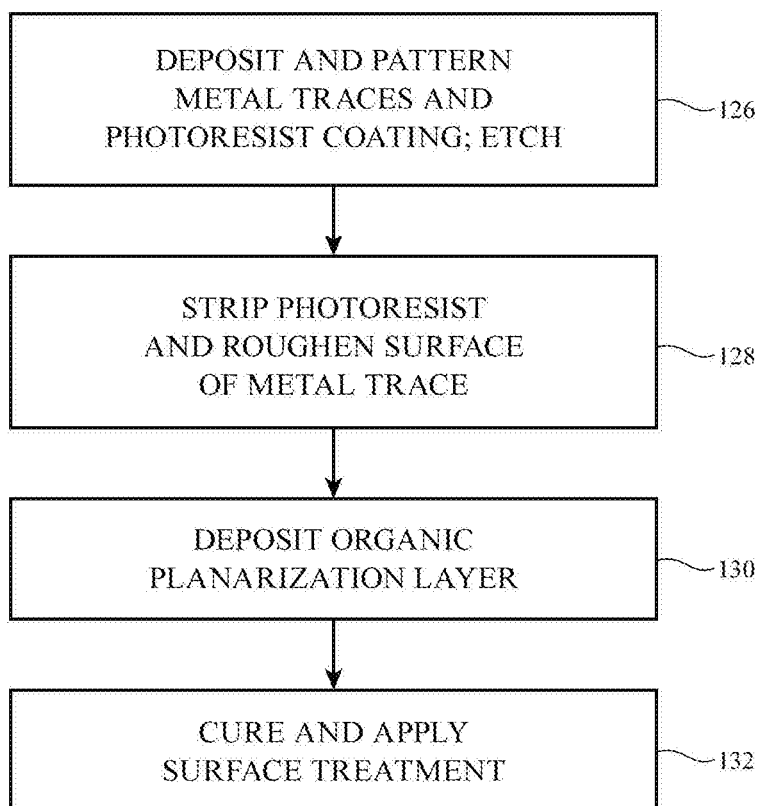 DEPOSIT AND PATTERN
METAL TRACES AND
PHOTORESIST COATING; ETCH
126
STRIP PHOTORESIST
AND ROUGHEN SURFACE
OF METAL TRACE
128
DEPOSIT ORGANIC
PLANARIZATION LAYER
130
CURE AND APPLY
SURFACE TREATMENT
132